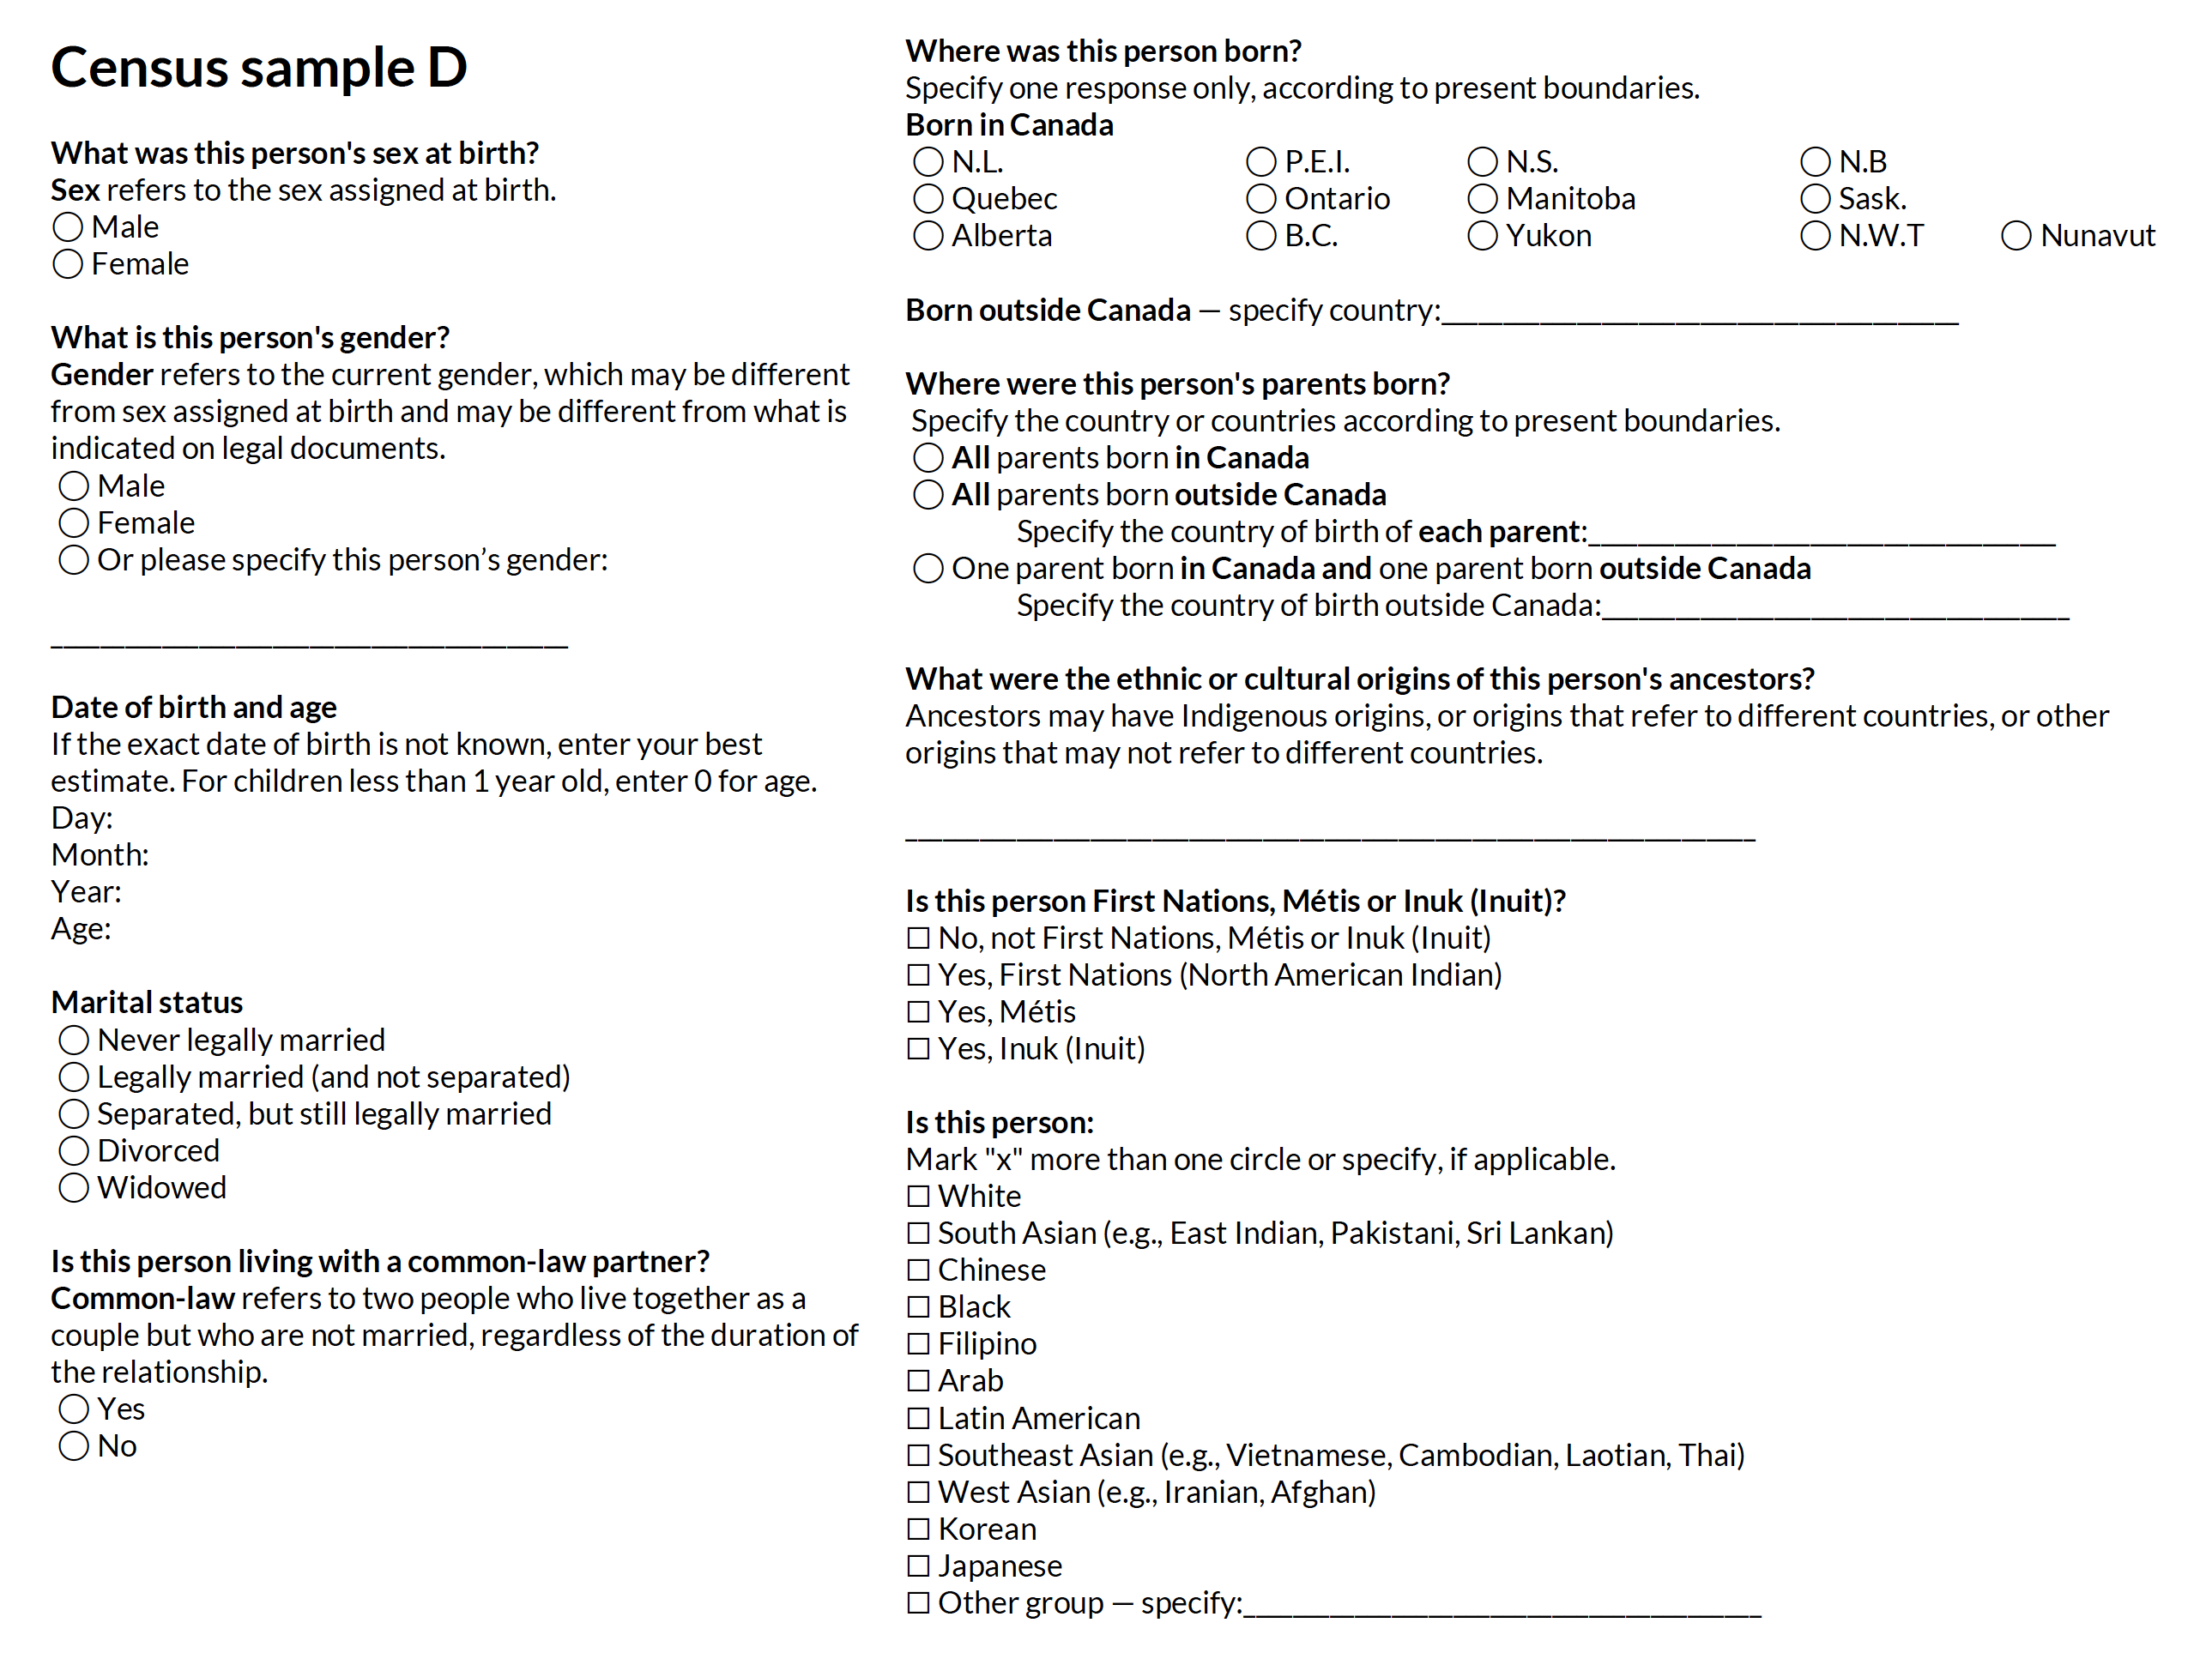 Census sample D
What was this person's sex at birth?
Sex refers to the sex assigned at birth.
◯ Male
◯ Female
What is this person's gender?
Gender refers to the current gender, which may be different
from sex assigned at birth and may be different from what is
indicated on legal documents.
◯ Male
◯ Female
◯ Or please specify this person’s gender:
__________________________________________
Date of birth and age
If the exact date of birth is not known, enter your best
estimate. For children less than 1 year old, enter 0 for age.
Day:
Month:
Year:
Age:
Marital status
◯ Never legally married
◯ Legally married (and not separated)
◯ Separated, but still legally married
◯ Divorced
◯ Widowed
Is this person living with a common-law partner?
Common-law refers to two people who live together as a
couple but who are not married, regardless of the duration of
the relationship.
◯ Yes
◯ No
Where was this person born?
Specify one response only, according to present boundaries.
Born in Canada
◯ N.L. ◯ P.E.I. ◯ N.S. ◯ N.B
◯ Quebec ◯ Ontario ◯ Manitoba ◯ Sask.
◯ Alberta ◯ B.C. ◯ Yukon ◯ N.W.T ◯ Nunavut
Born outside Canada — specify country:__________________________________________
Where were this person's parents born?
Specify the country or countries according to present boundaries.
◯ All parents born in Canada
◯ All parents born outside Canada
Specify the country of birth of each parent:______________________________________
◯ One parent born in Canada and one parent born outside Canada
Specify the country of birth outside Canada:______________________________________
What were the ethnic or cultural origins of this person's ancestors?
Ancestors may have Indigenous origins, or origins that refer to different countries, or other
origins that may not refer to different countries.
_____________________________________________________________________
Is this person First Nations, Métis or Inuk (Inuit)?
☐ No, not First Nations, Métis or Inuk (Inuit)
☐ Yes, First Nations (North American Indian)
☐ Yes, Métis
☐ Yes, Inuk (Inuit)
Is this person:
Mark "x" more than one circle or specify, if applicable.
☐ White
☐ South Asian (e.g., East Indian, Pakistani, Sri Lankan)
☐ Chinese
☐ Black
☐ Filipino
☐ Arab
☐ Latin American
☐ Southeast Asian (e.g., Vietnamese, Cambodian, Laotian, Thai)
☐ West Asian (e.g., Iranian, Afghan)
☐ Korean
☐ Japanese
☐ Other group — specify:__________________________________________